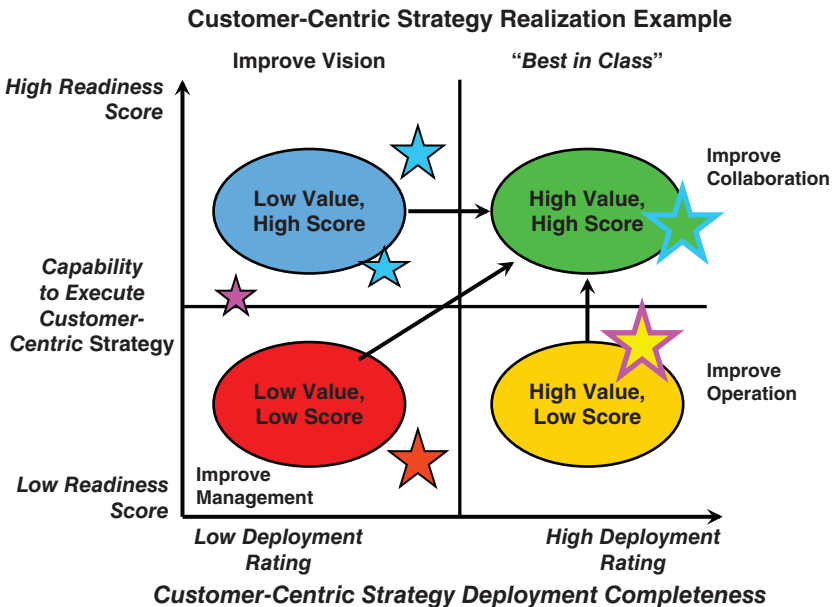 Customer-Centric Strategy Realization Example
Improve Vision
“Best in Class”
High Readiness
Score
Low Value,
High Score
High Value,
High Score
Improve
Collaboration
Capability
to Execute
Customer-
Centric Strategy
Low Value,
Low Score
High Value,
Low Score
Improve
Operation
Improve
Management
Low Readiness
Score
Low Deployment
Rating
High Deployment
Rating
Customer-Centric Strategy Deployment Completeness